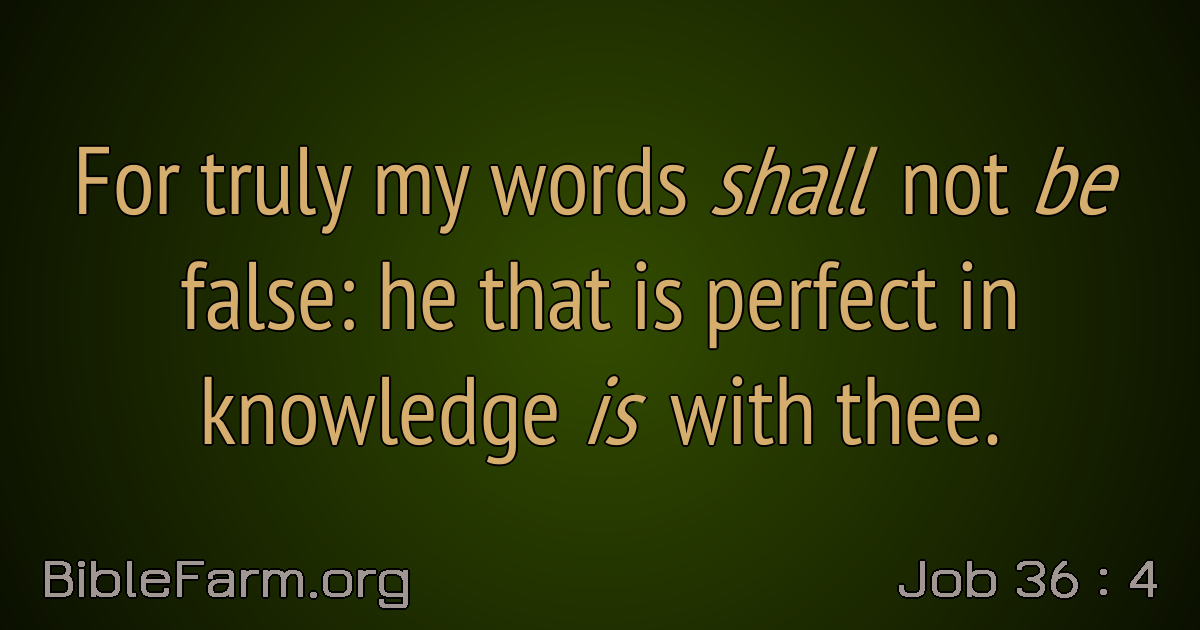 For truly my words shall not be
false: he that is perfect in
knowledge is with thee.
BibleFarm.org
Job 36 : 4